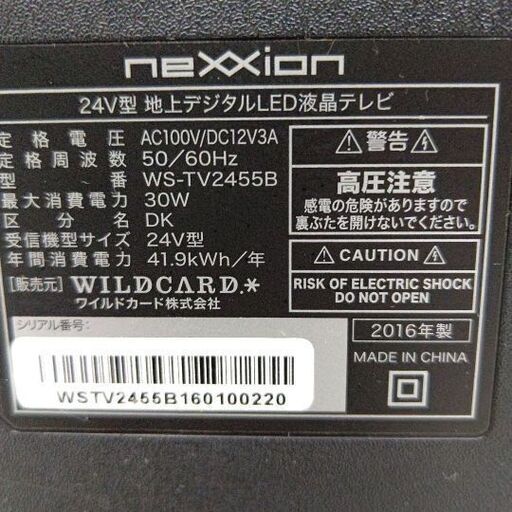 neXXion
24V型 地上デジタルLED液晶テレビ
定格電圧 AC100V/DC12V3A
定格周波数 50/60Hz
型番 WS-TV2455B
最大消費電力 30W
区分名 DK
受信機型サイズ 24V型
年間消費電力 41.9kWh/年
[販売元] WILDCARD.*
ワイルドカード株式会社
シリアル番号:
WSTV2455B160100220
警告
高圧注意
感電の危険がありますので
裏ぶたを開けないでください。
CAUTION
RISK OF ELECTRIC SHOCK
DO NOT OPEN
2016年製
MADE IN CHINA